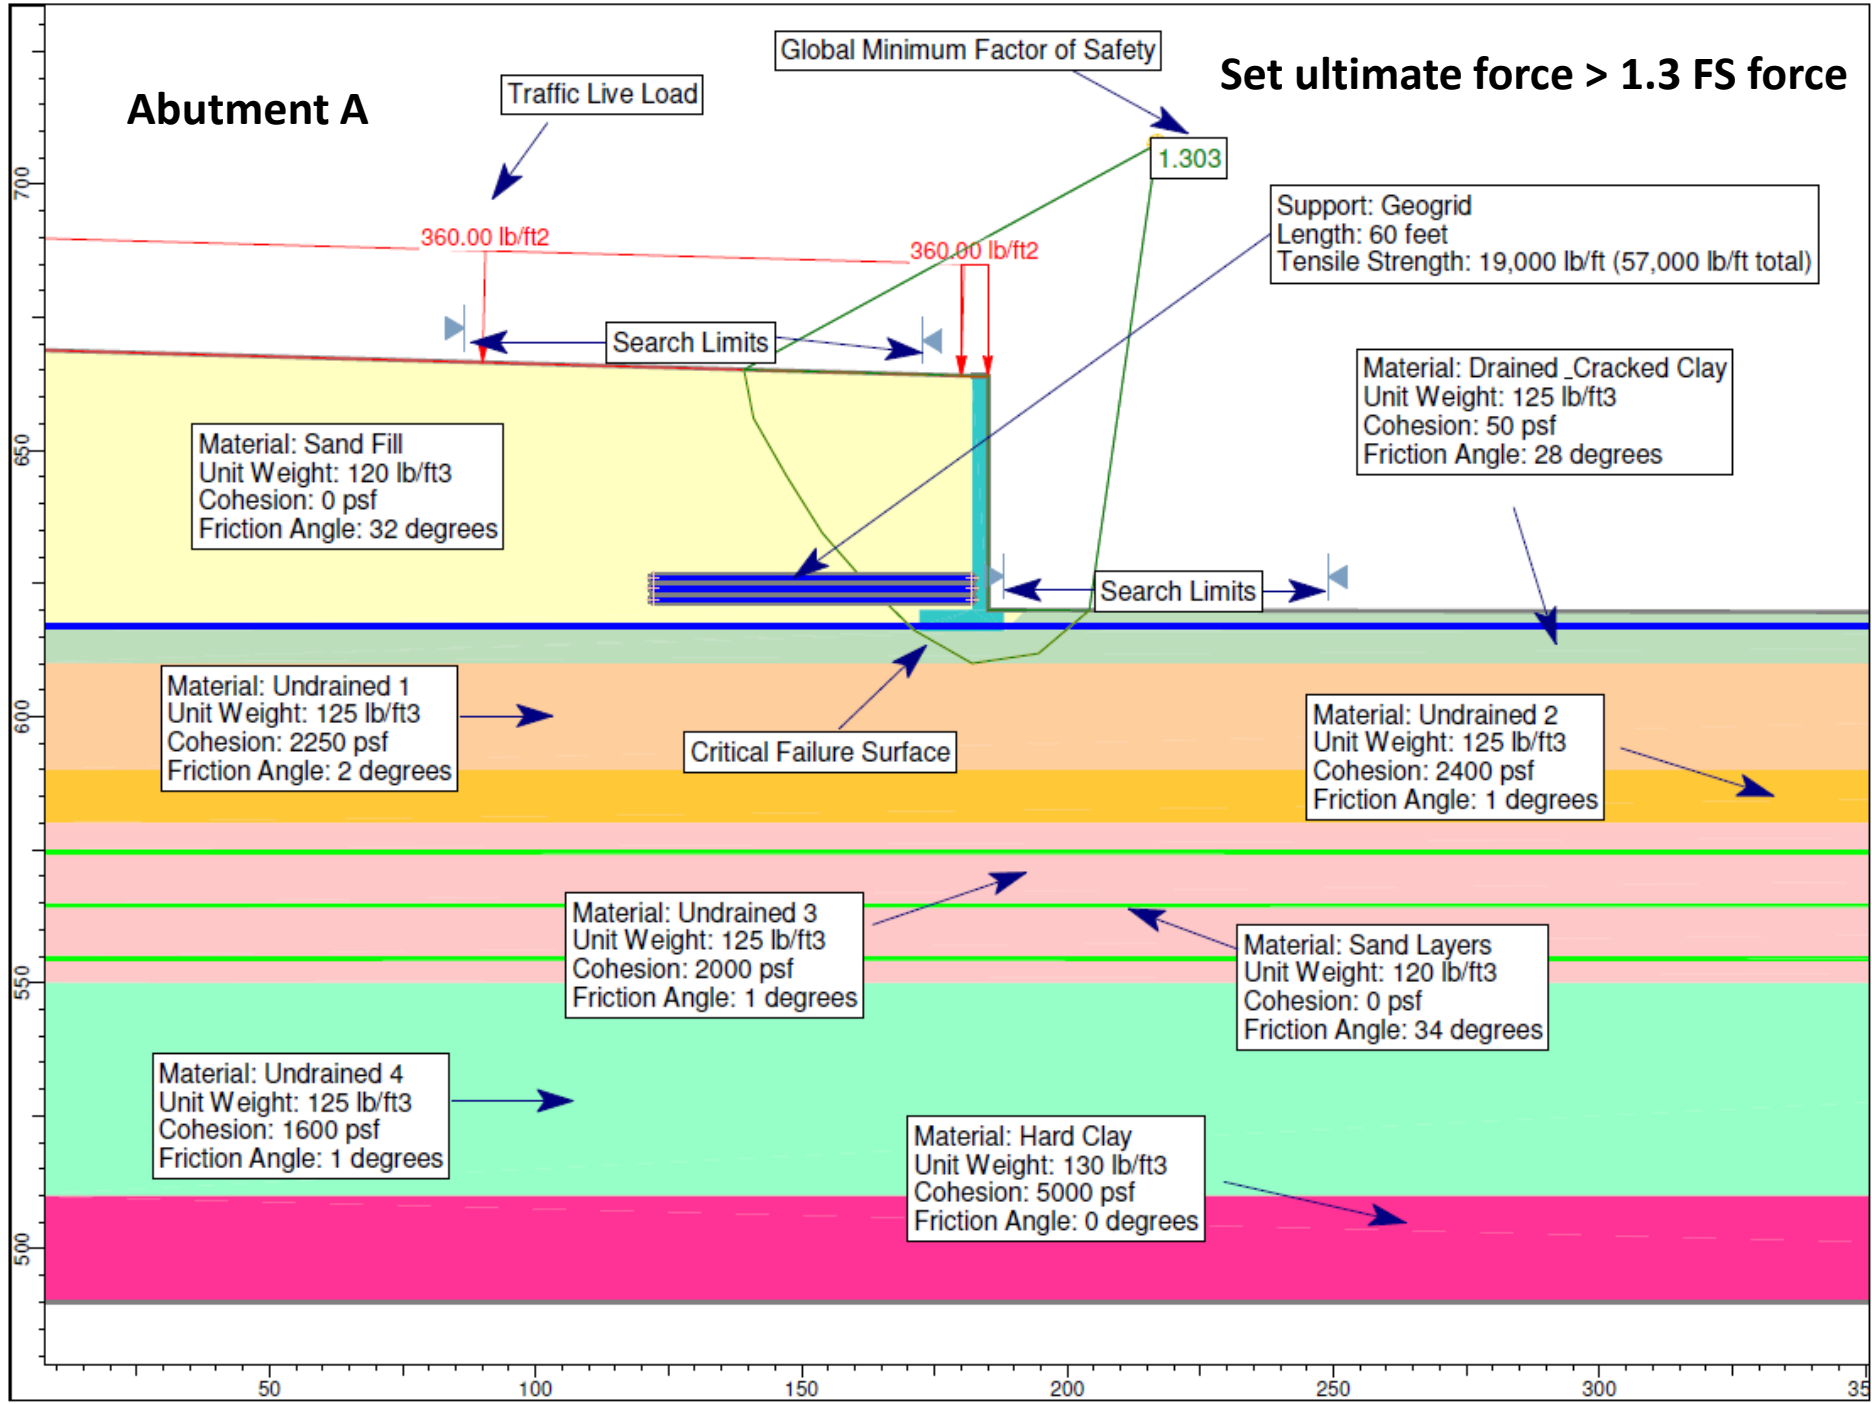 Global Minimum Factor of Safety
Set ultimate force > 1.3 FS force
Abutment A
Traffic Live Load
1.303
700
Support: Geogrid
Length: 60 feet
Tensile Strength: 19,000 lb/ft (57,000 lb/ft total)
360.00 lb/ft2
360.00 lb/ft2
Search Limits
Material: Drained_Cracked Clay
Unit Weight: 125 lb/ft3
Cohesion: 50 psf
Friction Angle: 28 degrees
650
Material: Sand Fill
Unit Weight: 120 lb/ft3
Cohesion: 0 psf
Friction Angle: 32 degrees
Search Limits
Material: Undrained 1
Unit Weight: 125 lb/ft3
Cohesion: 2250 psf
Friction Angle: 2 degrees
600
Critical Failure Surface
Material: Undrained 2
Unit Weight: 125 lb/ft3
Cohesion: 2400 psf
Friction Angle: 1 degrees
Material: Undrained 3
Unit Weight: 125 lb/ft3
Cohesion: 2000 psf
Friction Angle: 1 degrees
Material: Sand Layers
Unit Weight: 120 lb/ft3
Cohesion: 0 psf
Friction Angle: 34 degrees
550
Material: Undrained 4
Unit Weight: 125 lb/ft3
Cohesion: 1600 psf
Friction Angle: 1 degrees
Material: Hard Clay
Unit Weight: 130 lb/ft3
Cohesion: 5000 psf
Friction Angle: 0 degrees
500
50 100 150 200 250 300 35